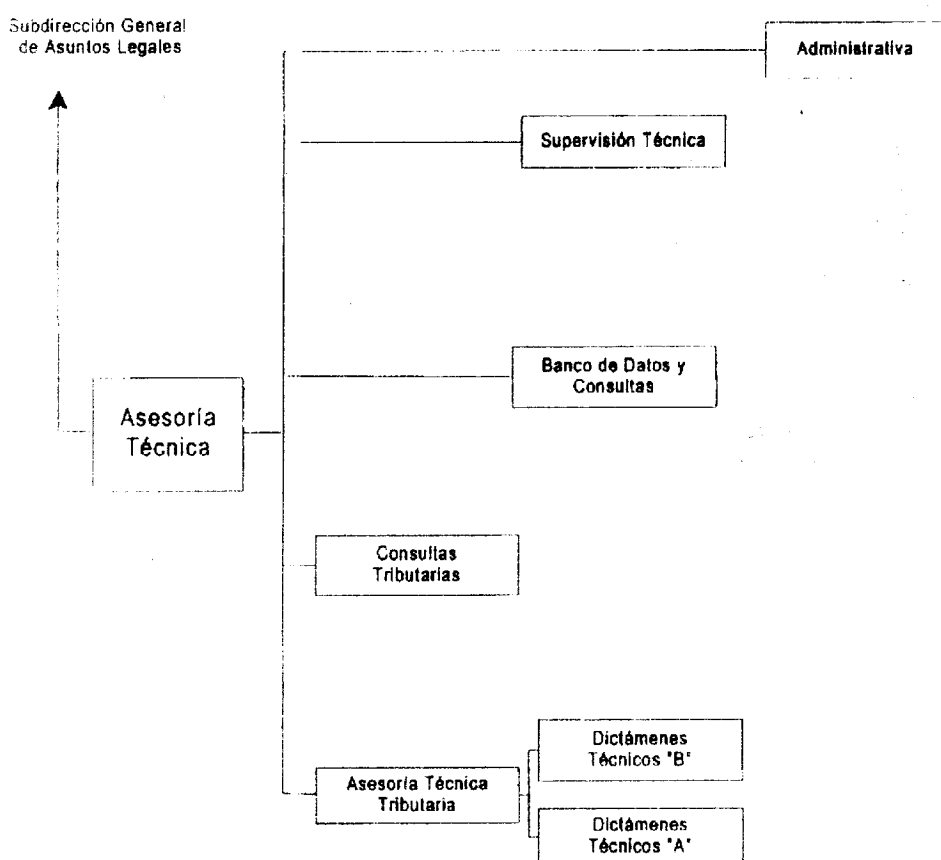 Subdirección General
de Asuntos Legales
Administrativa
Supervisión Técnica
Banco de Datos y
Consultas
Asesoría
Técnica
Consultas
Tributarias
Asesoría Técnica
Tributaria
Dictámenes
Técnicos "B"
Dictámenes
Técnicos "A"